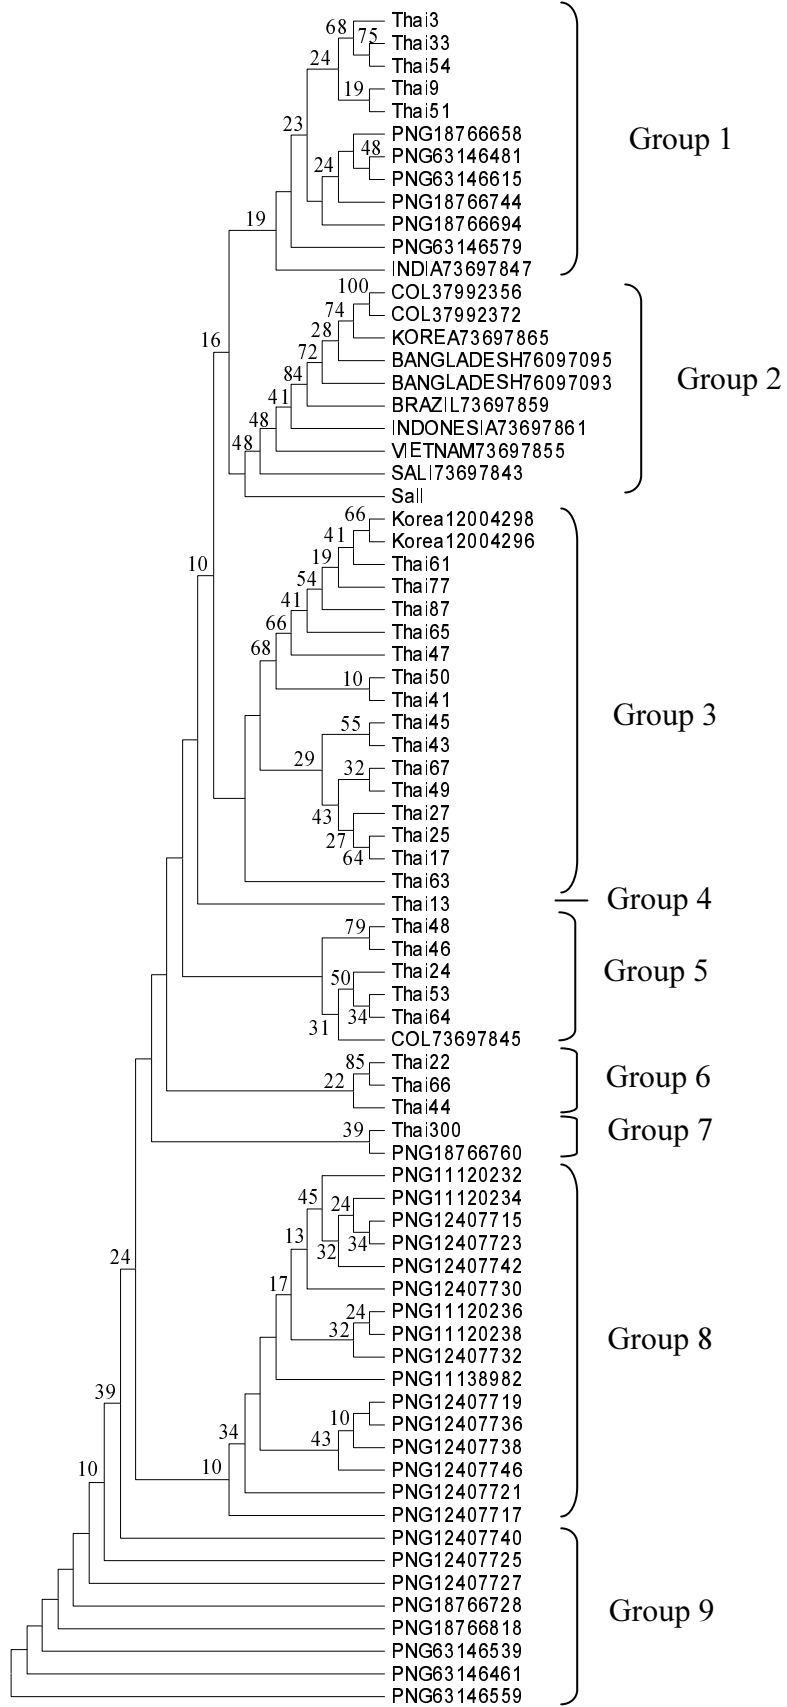 Thai3
68
75
Thai33
24
Thai54
19
Thai9
Thai51
23
PNG18766658
Group 1
48
PNG63146481
24
PNG63146615
PNG18766744
19
PNG18766694
PNG63146579
INDIA73697847
100
COL37992356
74
COL37992372
28
KOREA73697865
16
72
BANGLADESH76097095
84
BANGLADESH76097093
Group 2
41
BRAZIL73697859
48
INDONESIA73697861
48
VIETNAM73697855
SALI73697843
Sall
66
Korea12004298
41
Korea12004296
10
19
Thai61
54
Thai77
41
Thai87
66
Thai65
68
Thai47
10
Thai50
Thai41
Group 3
55
Thai45
Thai43
29
32
Thai67
Thai49
43
Thai27
27
Thai25
64
Thai17
Thai63
Group 4
Thai13
79
Thai48
Thai46
50
Thai24
Group 5
Thai53
34
Thai64
31
COL73697845
85
Thai22
22
Thai66
Group 6
Thai44
39
Thai300
Group 7
PNG18766760
PNG11120232
45
24
PNG11120234
PNG12407715
13
32
34
PNG12407723
24
PNG12407742
17
PNG12407730
24
PNG11120236
32
PNG11120238
Group 8
PNG12407732
PNG11138982
39
PNG12407719
10
PNG12407736
34
43
PNG12407738
10
10
PNG12407746
PNG12407721
PNG12407717
PNG12407740
PNG12407725
PNG12407727
PNG18766728
Group 9
PNG18766818
PNG63146539
PNG63146461
PNG63146559